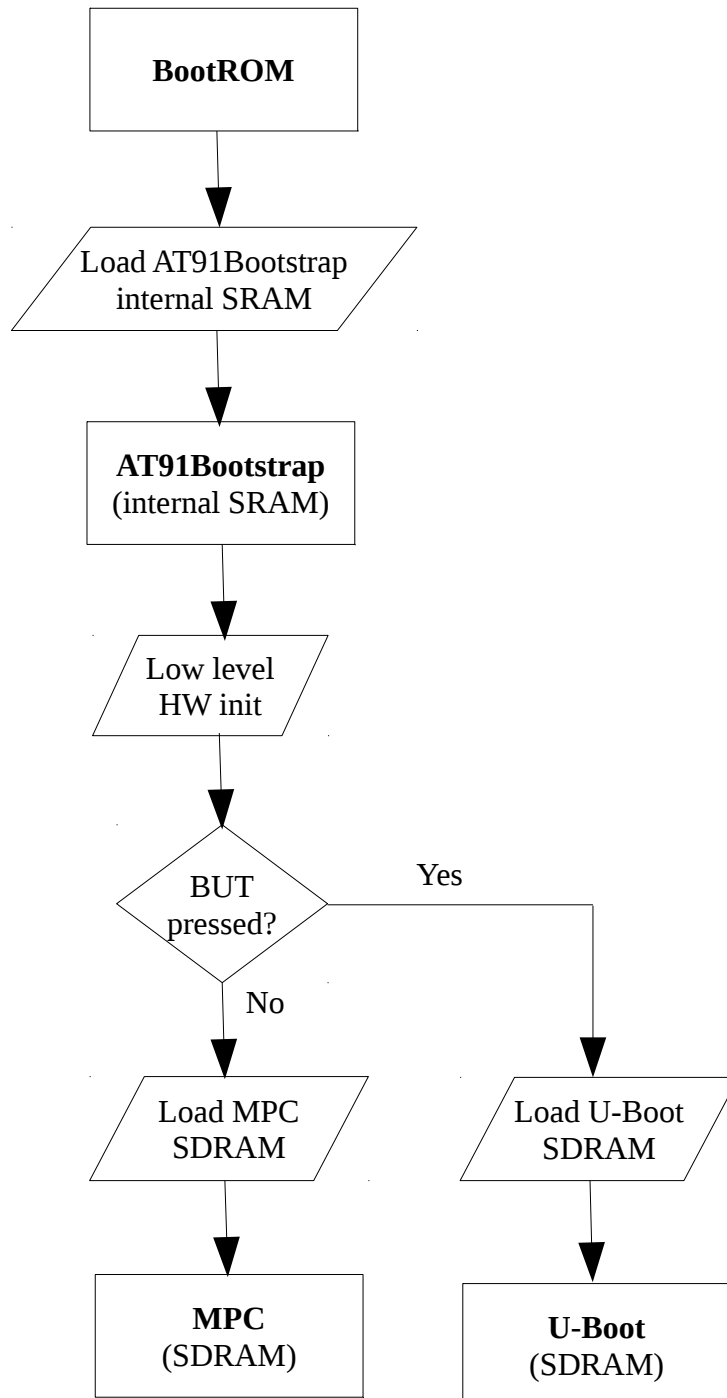 BootROM
Load AT91Bootstrap
internal SRAM
AT91Bootstrap
(internal SRAM)
Low level
HW init
BUT
pressed?
Yes
No
Load MPC
SDRAM
Load U-Boot
SDRAM
MPC
(SDRAM)
U-Boot
(SDRAM)